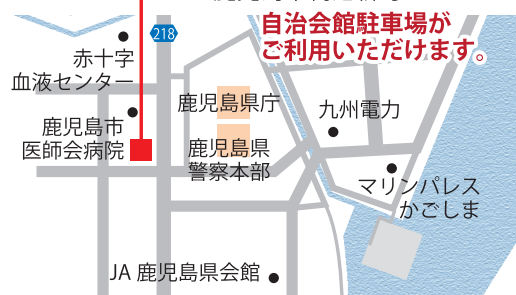 自治会館駐車場が
ご利用いただけます。
218
赤十字
血液センター
鹿児島県庁
九州電力
鹿児島市
医師会病院
鹿児島県
警察本部
マリンパレス
かごしま
JA 鹿児島県会館